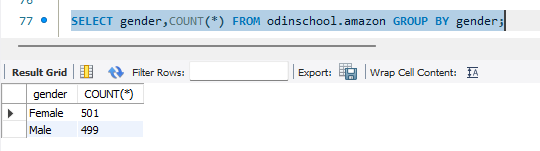 77 SELECT gender,COUNT(*) FROM odinschool.amazon GROUP BY gender;
Result Grid Filter Rows: Export: Wrap Cell Content:
gender COUNT(*)
Female 501
Male 499